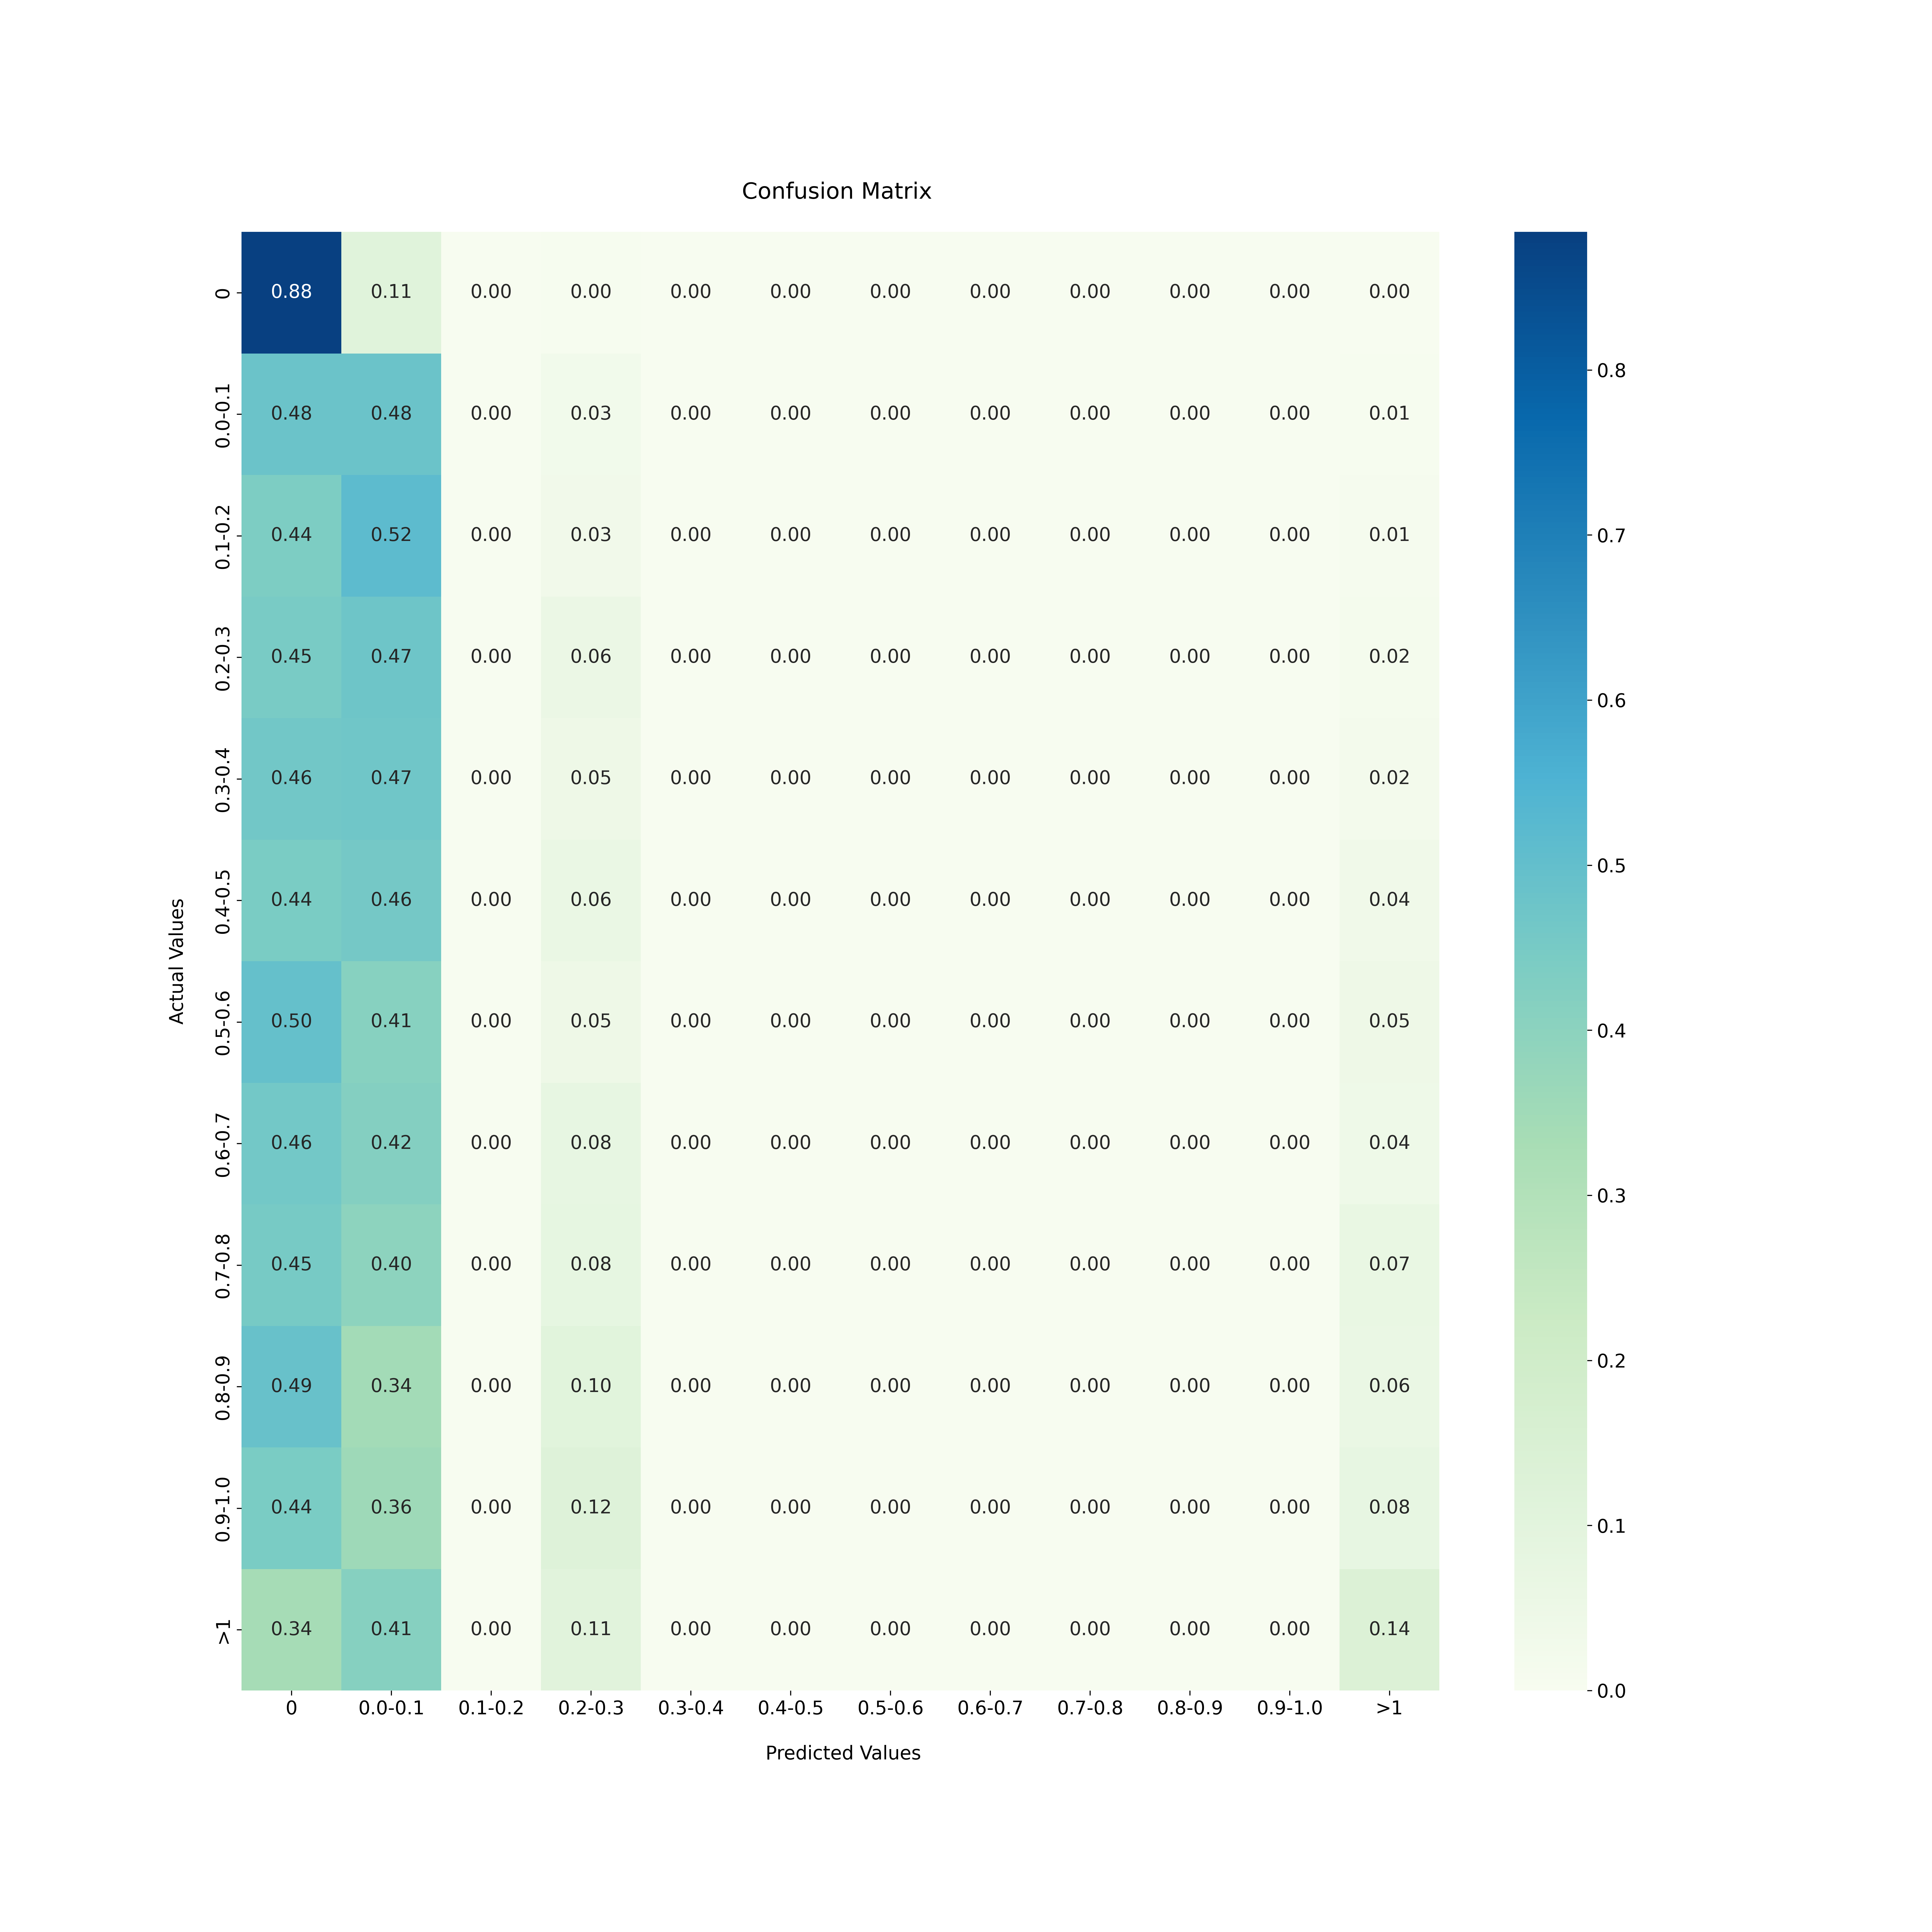 Confusion Matrix
Actual Values
0 0.88 0.11 0.00 0.00 0.00 0.00 0.00 0.00 0.00 0.00 0.00 0.00
0.0-0.1 0.48 0.48 0.00 0.03 0.00 0.00 0.00 0.00 0.00 0.00 0.00 0.01
0.1-0.2 0.44 0.52 0.00 0.03 0.00 0.00 0.00 0.00 0.00 0.00 0.00 0.01
0.2-0.3 0.45 0.47 0.00 0.06 0.00 0.00 0.00 0.00 0.00 0.00 0.00 0.02
0.3-0.4 0.46 0.47 0.00 0.05 0.00 0.00 0.00 0.00 0.00 0.00 0.00 0.02
0.4-0.5 0.44 0.46 0.00 0.06 0.00 0.00 0.00 0.00 0.00 0.00 0.00 0.04
0.5-0.6 0.50 0.41 0.00 0.05 0.00 0.00 0.00 0.00 0.00 0.00 0.00 0.05
0.6-0.7 0.46 0.42 0.00 0.08 0.00 0.00 0.00 0.00 0.00 0.00 0.00 0.04
0.7-0.8 0.45 0.40 0.00 0.08 0.00 0.00 0.00 0.00 0.00 0.00 0.00 0.07
0.8-0.9 0.49 0.34 0.00 0.10 0.00 0.00 0.00 0.00 0.00 0.00 0.00 0.06
0.9-1.0 0.44 0.36 0.00 0.12 0.00 0.00 0.00 0.00 0.00 0.00 0.00 0.08
>1 0.34 0.41 0.00 0.11 0.00 0.00 0.00 0.00 0.00 0.00 0.00 0.14
0 0.0-0.1 0.1-0.2 0.2-0.3 0.3-0.4 0.4-0.5 0.5-0.6 0.6-0.7 0.7-0.8 0.8-0.9 0.9-1.0 >1
Predicted Values
0.8
0.7
0.6
0.5
0.4
0.3
0.2
0.1
0.0